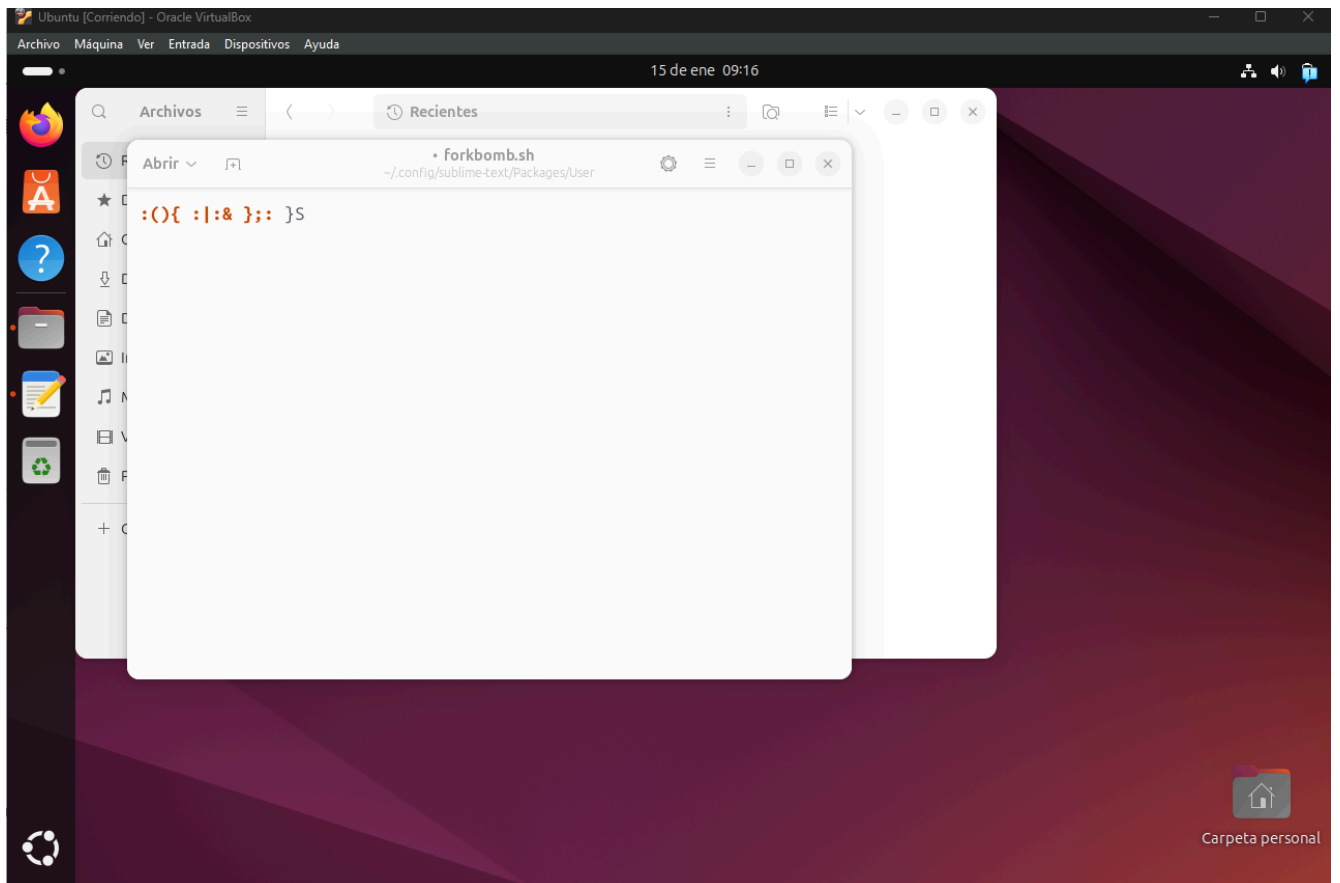 Ubuntu [Corriendo] - Oracle VirtualBox
Archivo Máquina Ver Entrada Dispositivos Ayuda
15 de ene 09:16
Archivos
Recientes
Abrir
• forkbomb.sh
~/.config/sublime-text/Packages/User
:(){ :|:& };: }S
Carpeta personal